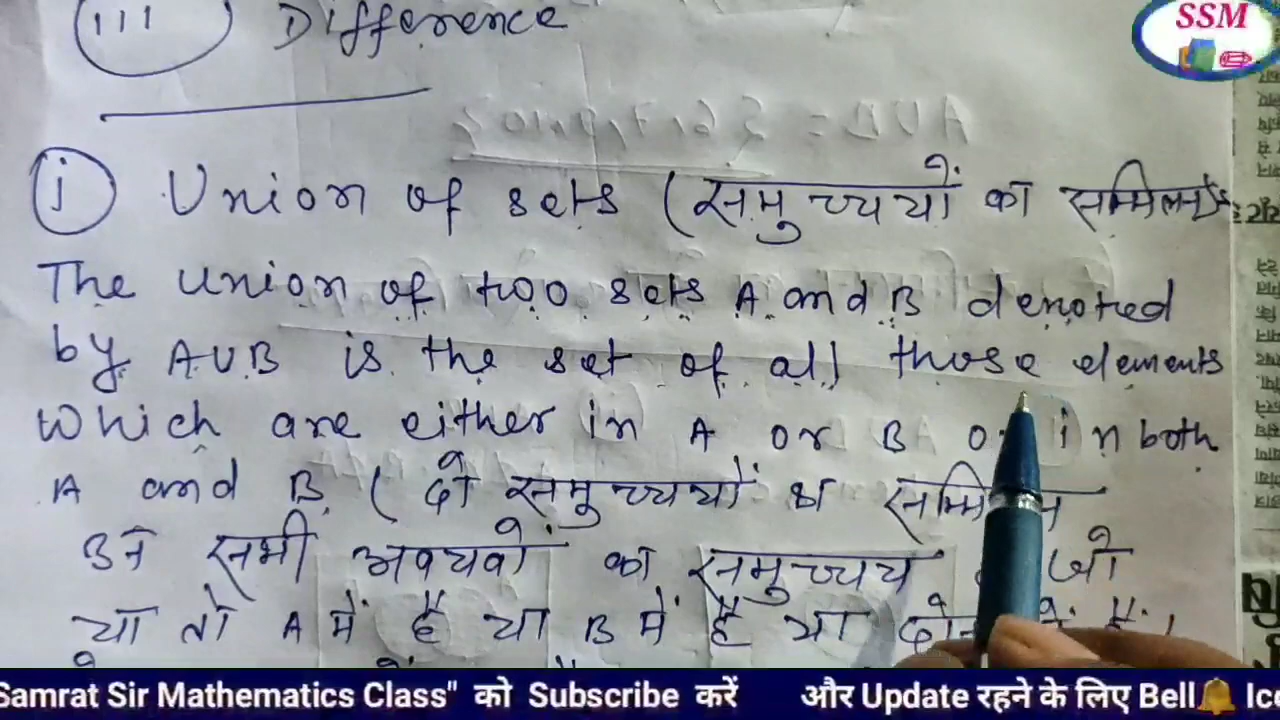 (iii) Difference
SSM
(i) Union of sets (समुच्चयों का सम्मिलन)
The union of two sets A and B denoted
by A∪B is the set of all those elements
Which are either in A or B or in both
A and B ( दो समुच्चयों का सम्मिलन
उन सभी अवयवों का समुच्चय जो
या तो A में है या B में है या दोनों में हैं।
Samrat Sir Mathematics Class" को Subscribe करें और Update रहने के लिए Bell🔔 Ico